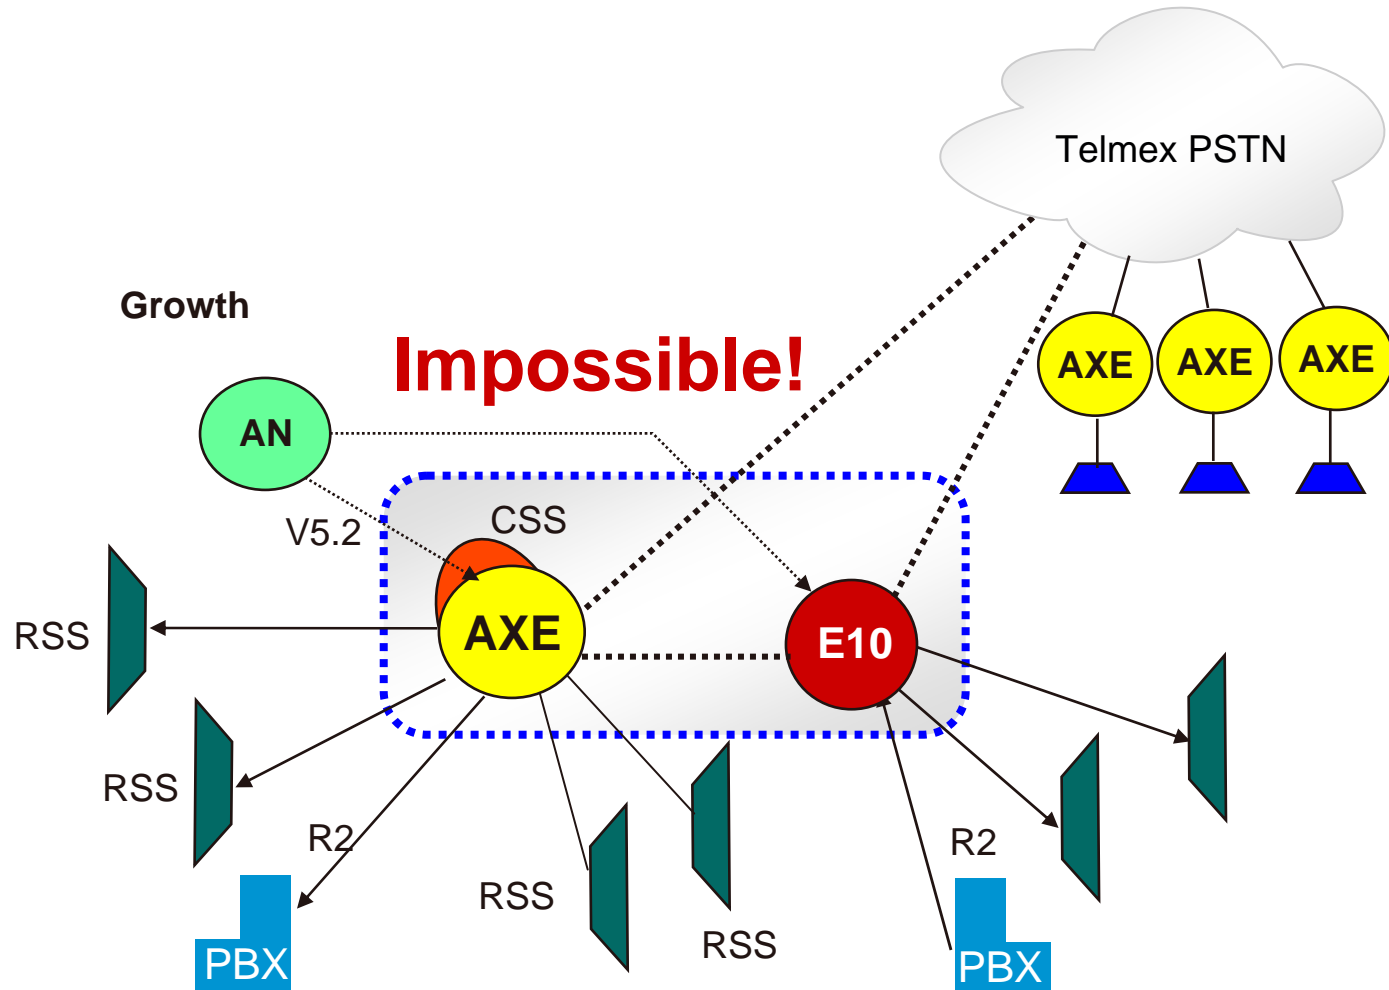 Telmex PSTN
Growth
Impossible!
AXE
AXE
AXE
AN
CSS
V5.2
AXE
E10
RSS
RSS
R2
R2
RSS
RSS
PBX
PBX